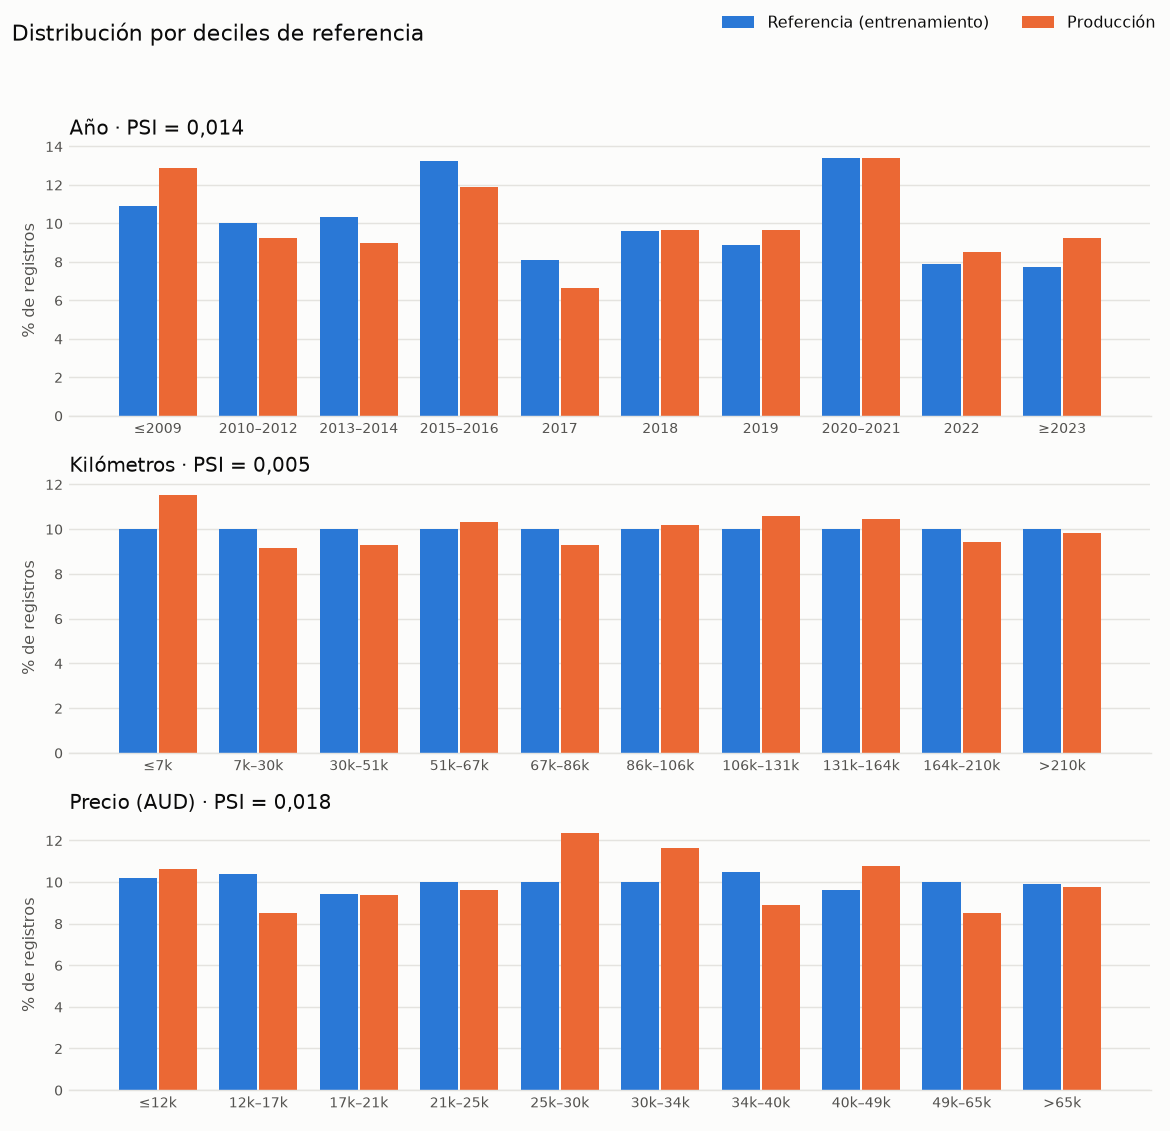 Distribución por deciles de referencia
Referencia (entrenamiento)
Producción
Año · PSI = 0,014
% de registros
14
12
10
8
6
4
2
0
≤2009 2010–2012 2013–2014 2015–2016 2017 2018 2019 2020–2021 2022 ≥2023
Kilómetros · PSI = 0,005
% de registros
12
10
8
6
4
2
0
≤7k 7k–30k 30k–51k 51k–67k 67k–86k 86k–106k 106k–131k 131k–164k 164k–210k >210k
Precio (AUD) · PSI = 0,018
% de registros
12
10
8
6
4
2
0
≤12k 12k–17k 17k–21k 21k–25k 25k–30k 30k–34k 34k–40k 40k–49k 49k–65k >65k